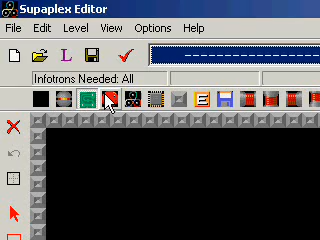 Supaplex Editor
File Edit Level View Options Help
L
Infotrons Needed: All
E